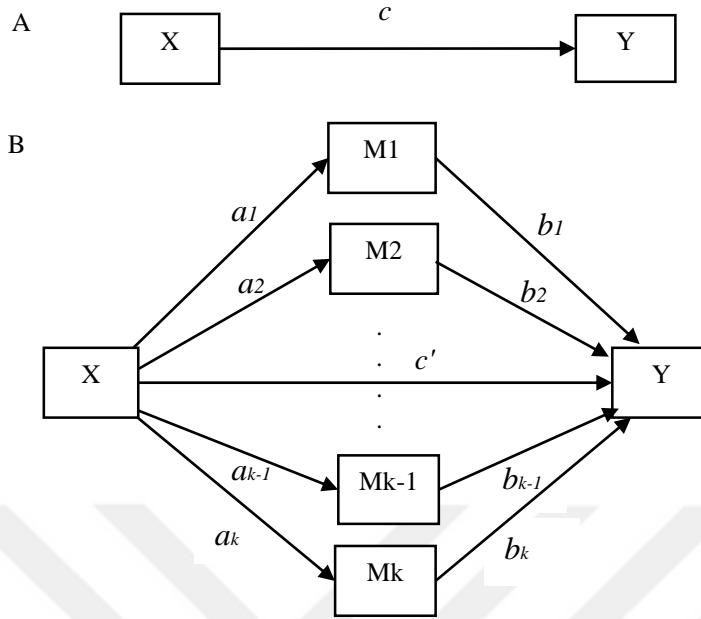 A
c
X
Y
B
M1
a1
b1
M2
a2
b2
.
.
X
c'
Y
.
.
.
ak-1
Mk-1
bk-1
ak
Mk
bk